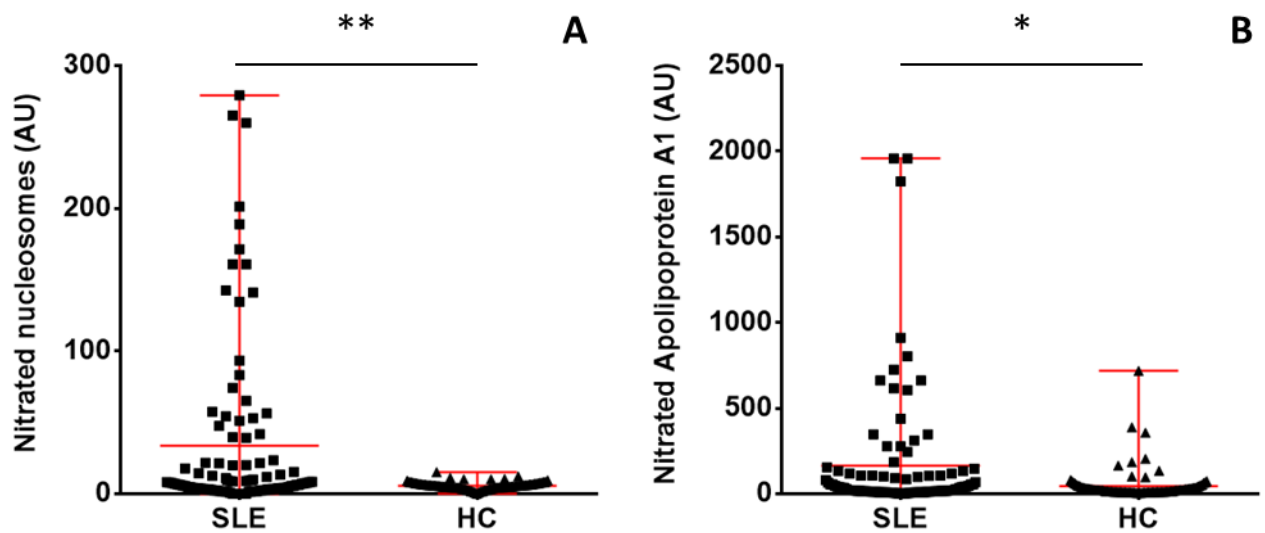 ** A
Nitrated nucleosomes (AU)
300
200
100
0
SLE HC
* B
Nitrated Apolipoprotein A1 (AU)
2500
2000
1500
1000
500
0
SLE HC